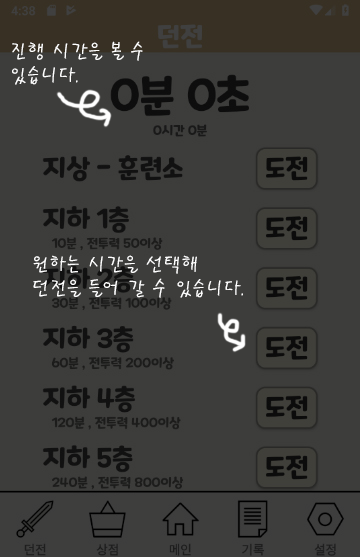 4:38
던전
진행 시간을 볼 수
있습니다.
0분 0초
0시간 0분
지상 - 훈련소
도전
지하 1층
도전
10분 , 전투력 50이상
원하는 시간을 선택해
지하 2층
도전
던전을 들어 갈 수 있습니다.
30분 , 전투력 100이상
지하 3층
도전
60분 , 전투력 200이상
지하 4층
도전
120분 , 전투력 400이상
지하 5층
도전
240분 , 전투력 800이상
던전
상점
메인
기록
설정